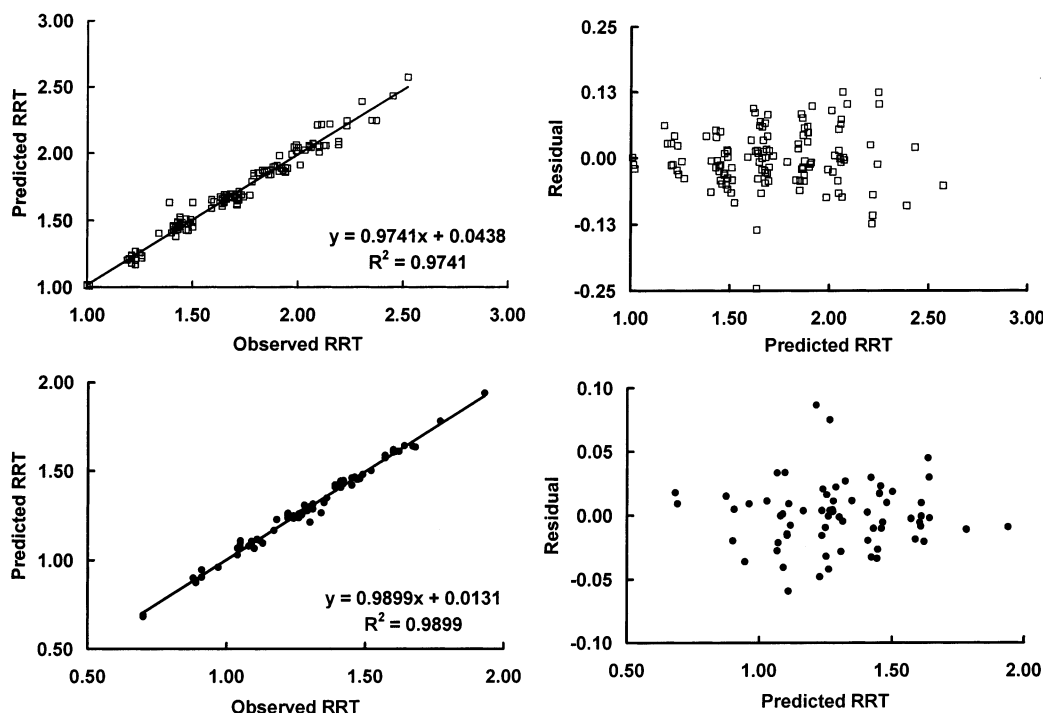 3.00
2.50
2.00
1.50
1.00
Predicted RRT
y = 0.9741x + 0.0438
R² = 0.9741
1.00 1.50 2.00 2.50 3.00
Observed RRT
0.25
0.13
0.00
-0.13
-0.25
Residual
1.00 1.50 2.00 2.50 3.00
Predicted RRT
2.00
1.50
1.00
0.50
Predicted RRT
y = 0.9899x + 0.0131
R² = 0.9899
0.50 1.00 1.50 2.00
Observed RRT
0.10
0.05
0.00
-0.05
-0.10
Residual
0.50 1.00 1.50 2.00
Predicted RRT